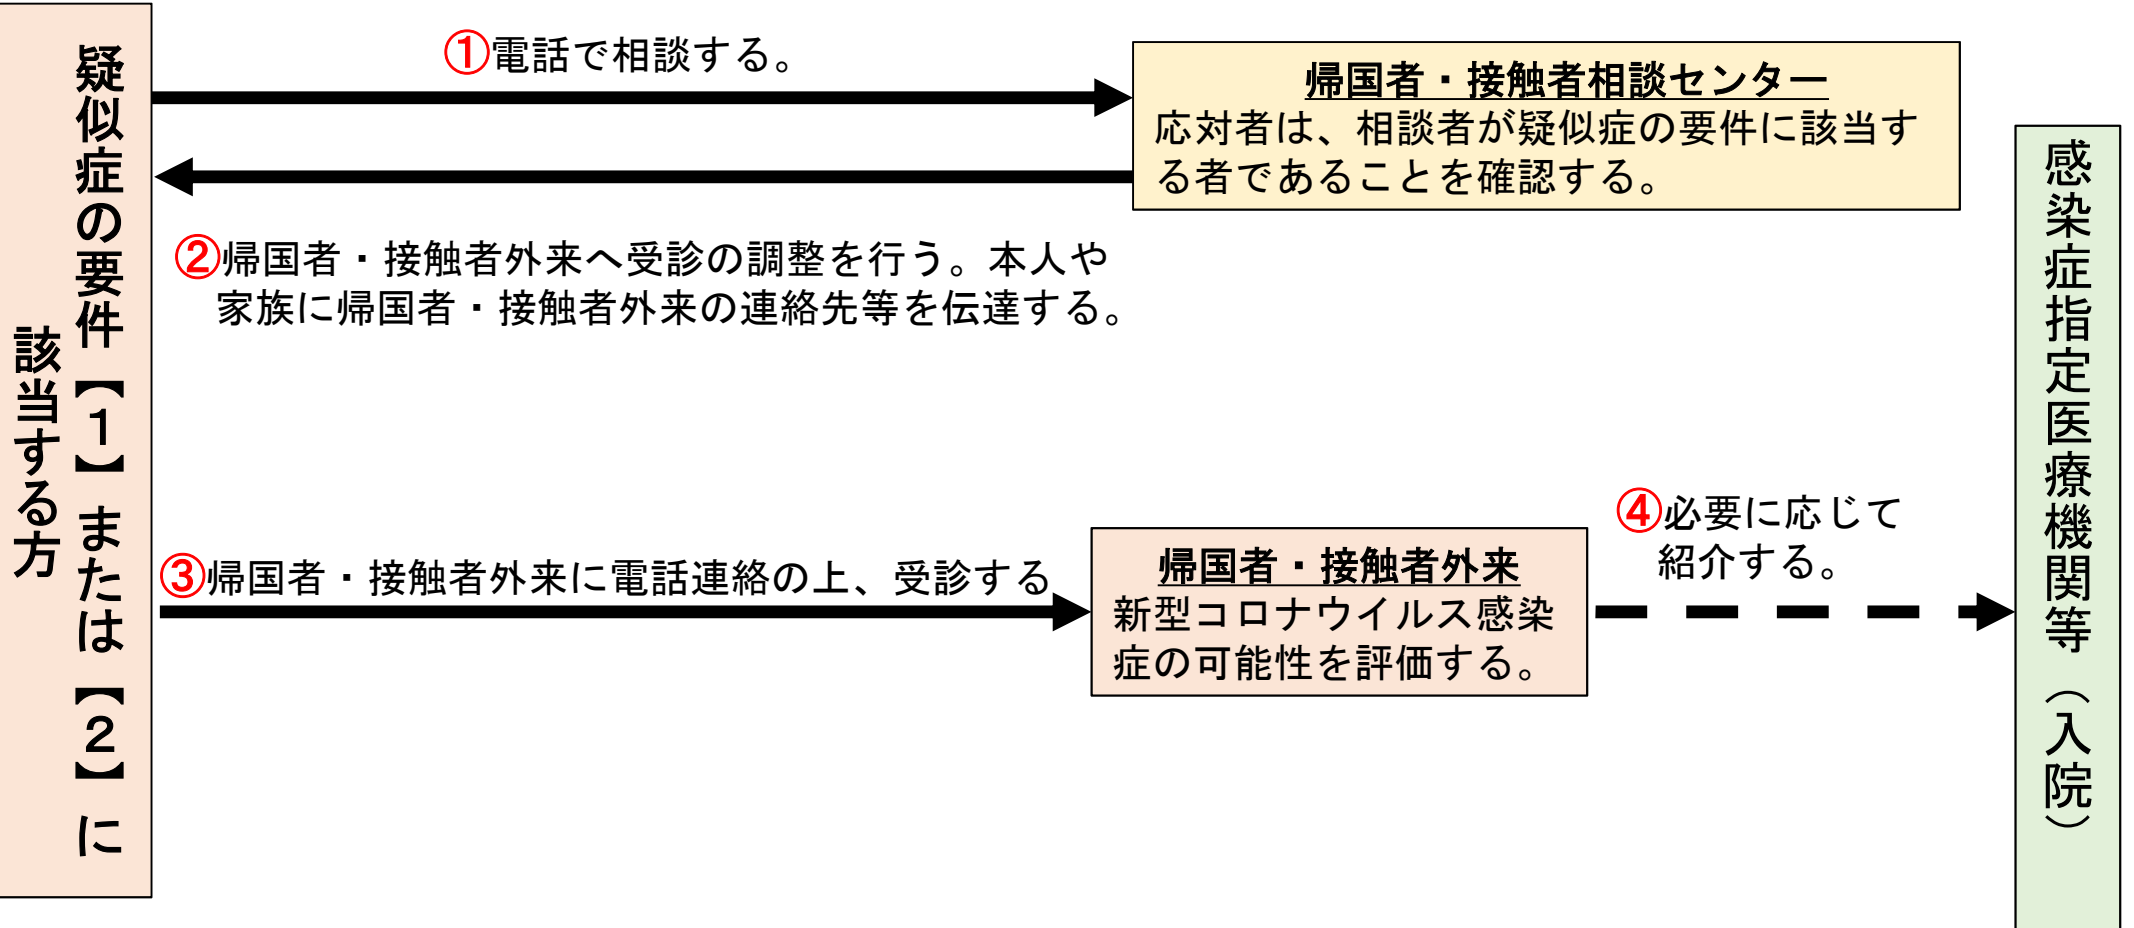 疑似症の要件【1】または【2】に
該当する方
①電話で相談する。
帰国者・接触者相談センター
応対者は、相談者が疑似症の要件に該当す
る者であることを確認する。
②帰国者・接触者外来へ受診の調整を行う。本人や
家族に帰国者・接触者外来の連絡先等を伝達する。
③帰国者・接触者外来に電話連絡の上、受診する
帰国者・接触者外来
新型コロナウイルス感染
症の可能性を評価する。
④必要に応じて
紹介する。
感染症指定医療機関等（入院）